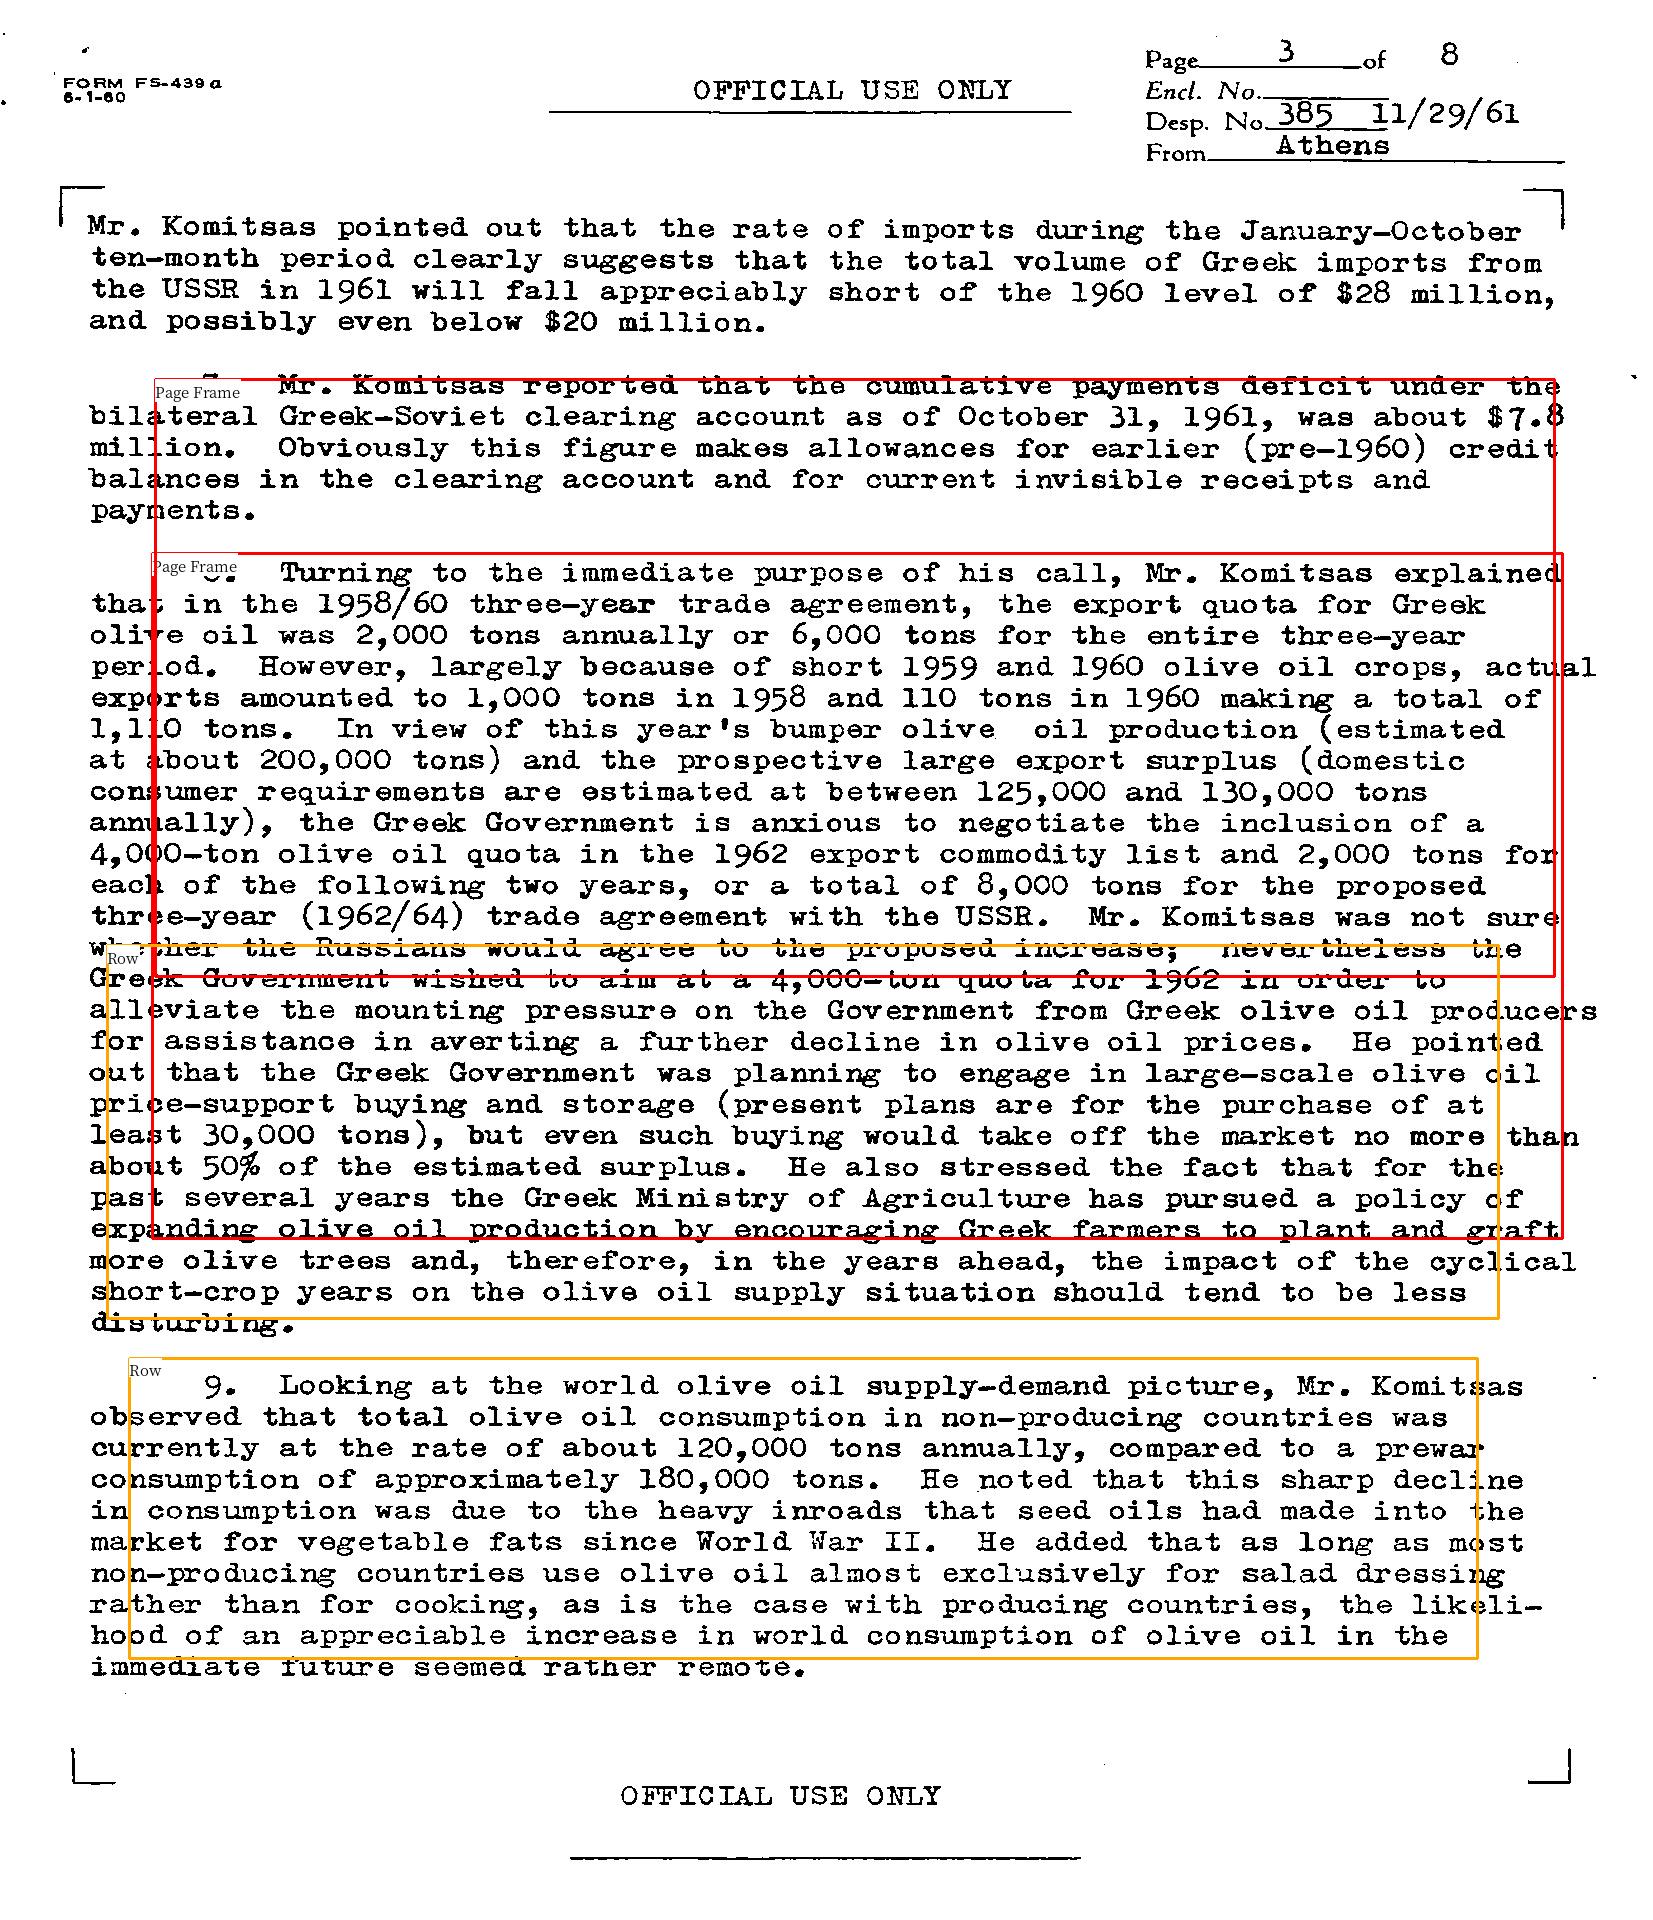 FORM FS-439a
6-1-60
OFFICIAL USE ONLY
Page 3 of 8
Encl. No.
Desp. No. 385 11/29/61
From Athens
Mr. Komitsas pointed out that the rate of imports during the January-October
ten-month period clearly suggests that the total volume of Greek imports from
the USSR in 1961 will fall appreciably short of the 1960 level of $28 million,
and possibly even below $20 million.
Page Frame
Mr. Komitsas reported that the cumulative payments deficit under the
bilateral Greek-Soviet clearing account as of October 31, 1961, was about $7.8
million. Obviously this figure makes allowances for earlier (pre-1960) credit
balances in the clearing account and for current invisible receipts and
payments.
Page Frame
Turning to the immediate purpose of his call, Mr. Komitsas explained
that in the 1958/60 three-year trade agreement, the export quota for Greek
olive oil was 2,000 tons annually or 6,000 tons for the entire three-year
period. However, largely because of short 1959 and 1960 olive oil crops, actual
exports amounted to 1,000 tons in 1958 and 110 tons in 1960 making a total of
1,110 tons. In view of this year's bumper olive oil production (estimated
at about 200,000 tons) and the prospective large export surplus (domestic
consumer requirements are estimated at between 125,000 and 130,000 tons
annually), the Greek Government is anxious to negotiate the inclusion of a
4,000-ton olive oil quota in the 1962 export commodity list and 2,000 tons for
each of the following two years, or a total of 8,000 tons for the proposed
three-year (1962/64) trade agreement with the USSR. Mr. Komitsas was not sure
whether the Russians would agree to the proposed increase; nevertheless the
Row
Greek Government wished to aim at a 4,000-ton quota for 1962 in order to
alleviate the mounting pressure on the Government from Greek olive oil producers
for assistance in averting a further decline in olive oil prices. He pointed
out that the Greek Government was planning to engage in large-scale olive oil
price-support buying and storage (present plans are for the purchase of at
least 30,000 tons), but even such buying would take off the market no more than
about 50% of the estimated surplus. He also stressed the fact that for the
past several years the Greek Ministry of Agriculture has pursued a policy of
expanding olive oil production by encouraging Greek farmers to plant and graft
more olive trees and, therefore, in the years ahead, the impact of the cyclical
short-crop years on the olive oil supply situation should tend to be less
disturbing.
Row
9. Looking at the world olive oil supply-demand picture, Mr. Komitsas
observed that total olive oil consumption in non-producing countries was
currently at the rate of about 120,000 tons annually, compared to a prewar
consumption of approximately 180,000 tons. He noted that this sharp decline
in consumption was due to the heavy inroads that seed oils had made into the
market for vegetable fats since World War II. He added that as long as most
non-producing countries use olive oil almost exclusively for salad dressing
rather than for cooking, as is the case with producing countries, the likeli-
hood of an appreciable increase in world consumption of olive oil in the
immediate future seemed rather remote.
OFFICIAL USE ONLY